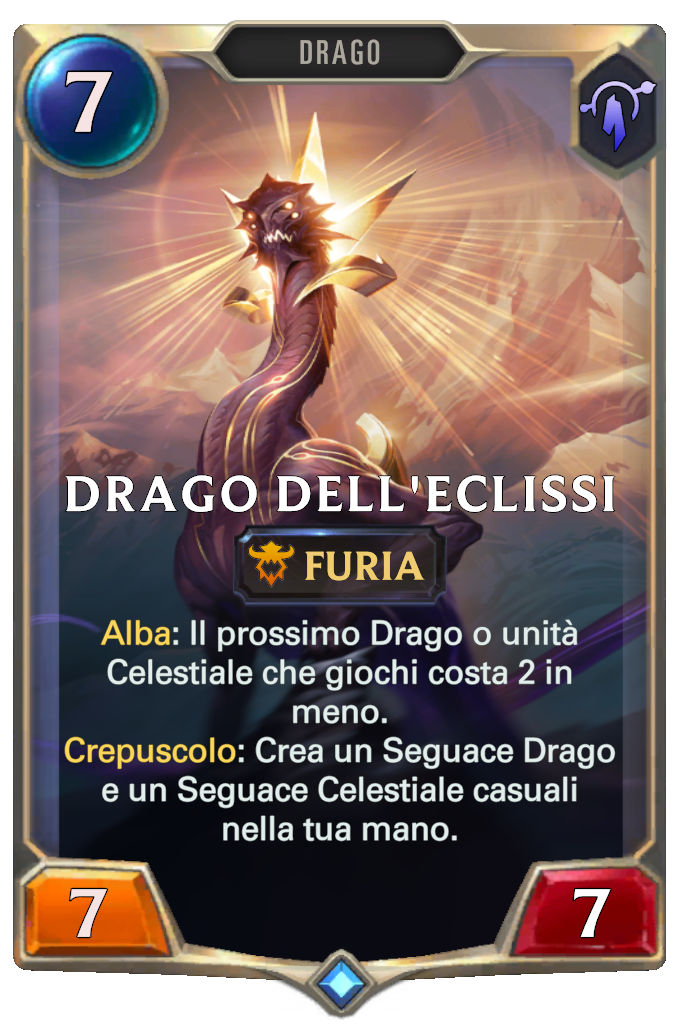 7
DRAGO
DRAGO DELL'ECLISSI
FURIA
Alba: Il prossimo Drago o unità
Celestiale che giochi costa 2 in
meno.
Crepuscolo: Crea un Seguace Drago
e un Seguace Celestiale casuali
nella tua mano.
7
7